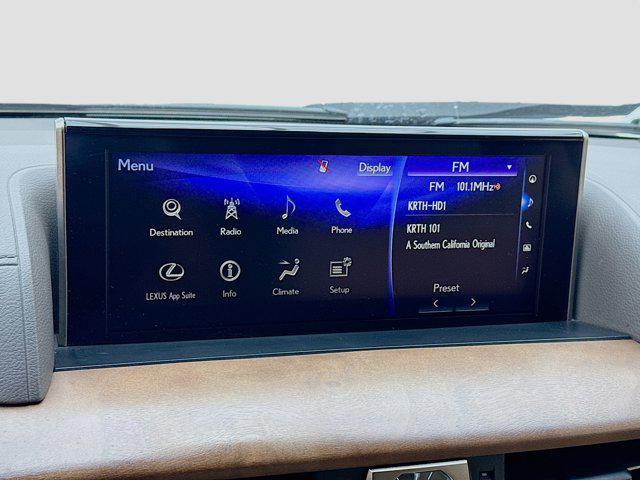 Menu
Display
Destination
Radio
Media
Phone
LEXUS App Suite
Info
Climate
Setup
FM
FM 101.1MHz
KRTH-HD1
KRTH 101
A Southern California Original
Preset